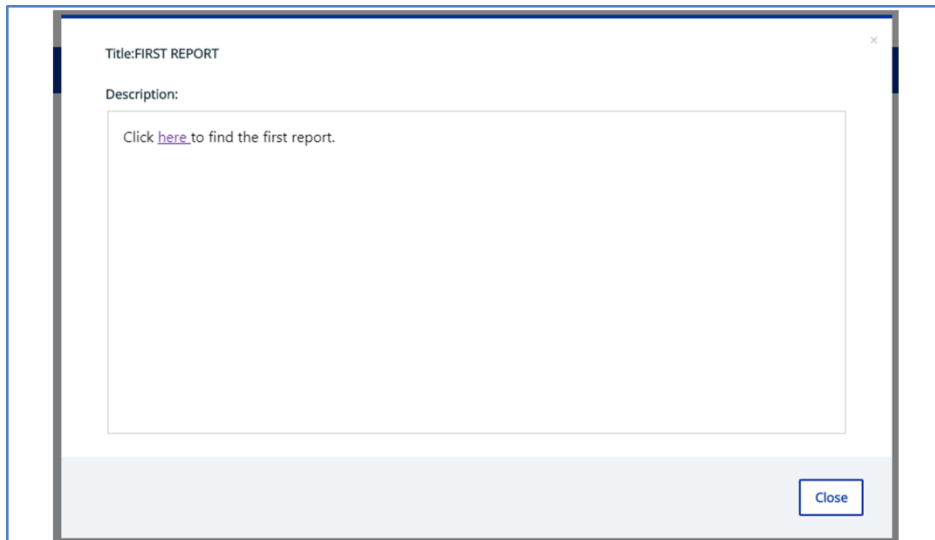 Title:FIRST REPORT
Description:
Click here to find the first report.
Close